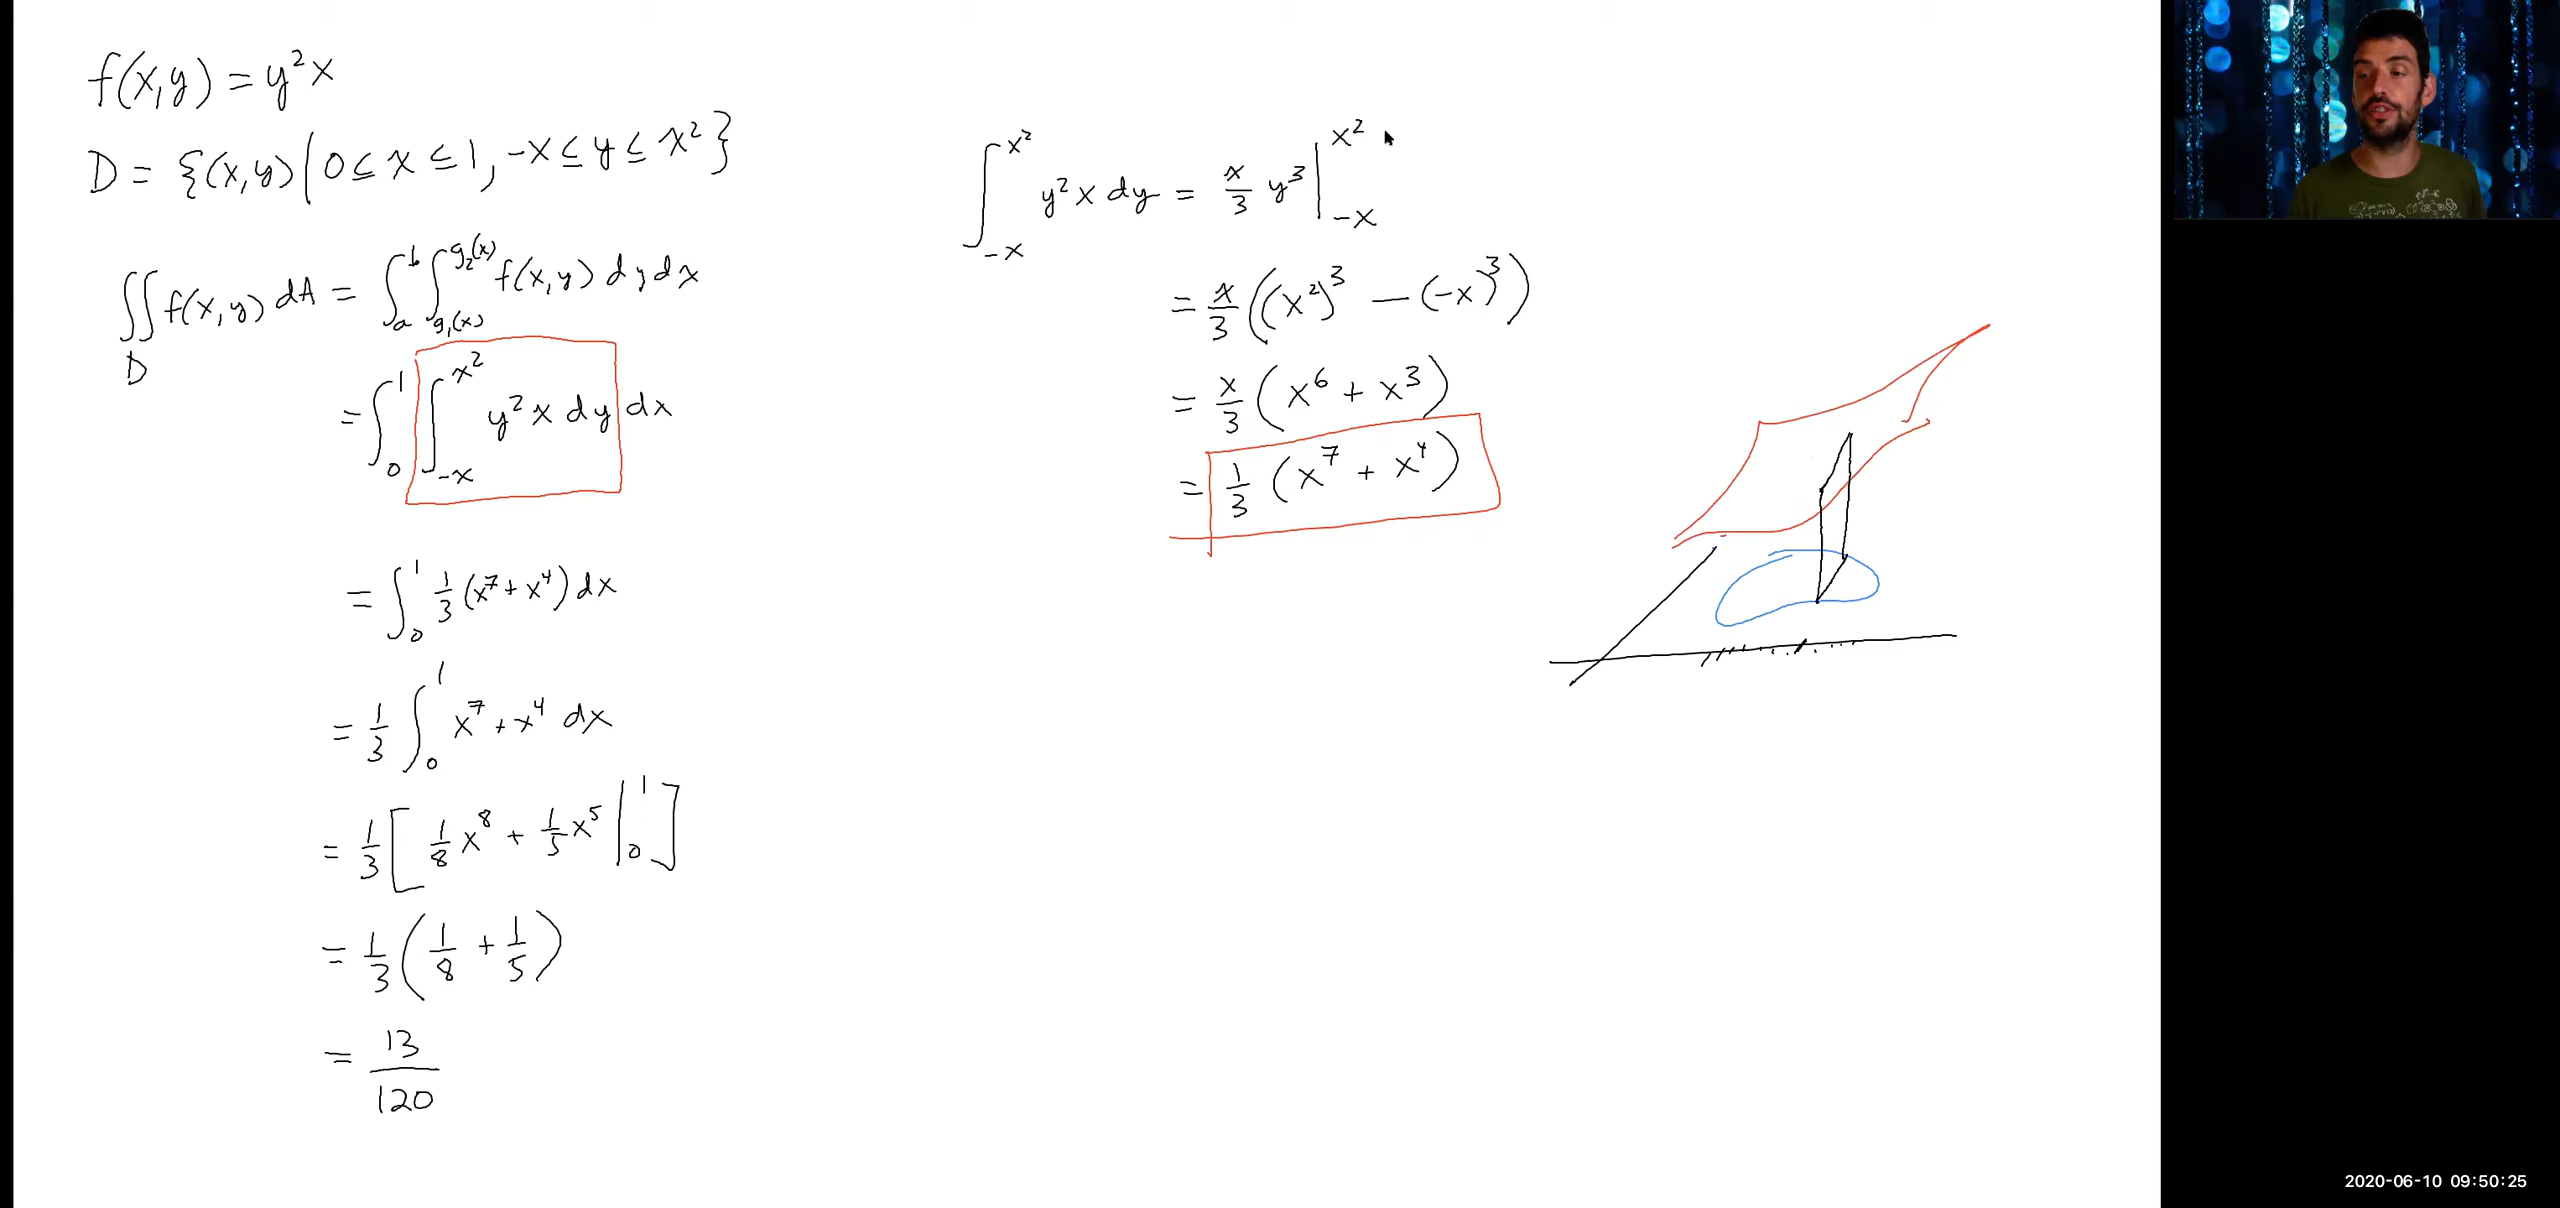 f(x,y) = y²x
D = {(x,y) | 0 ≤ x ≤ 1, -x ≤ y ≤ x²}
∬_D f(x,y) dA = ∫_a^b ∫_{g₁(x)}^{g₂(x)} f(x,y) dy dx
= ∫_0^1 ∫_{-x}^{x²} y²x dy dx
= ∫_0^1 1/3 (x⁷ + x⁴) dx
= 1/3 ∫_0^1 x⁷ + x⁴ dx
= 1/3 [ 1/8 x⁸ + 1/5 x⁵ |_0^1 ]
= 1/3 ( 1/8 + 1/5 )
= 13/120
∫_{-x}^{x²} y²x dy = x/3 y³ |_{-x}^{x²}
= x/3 ((x²)³ - (-x)³)
= x/3 ( x⁶ + x³ )
= 1/3 ( x⁷ + x⁴ )
2020-06-10 09:50:25